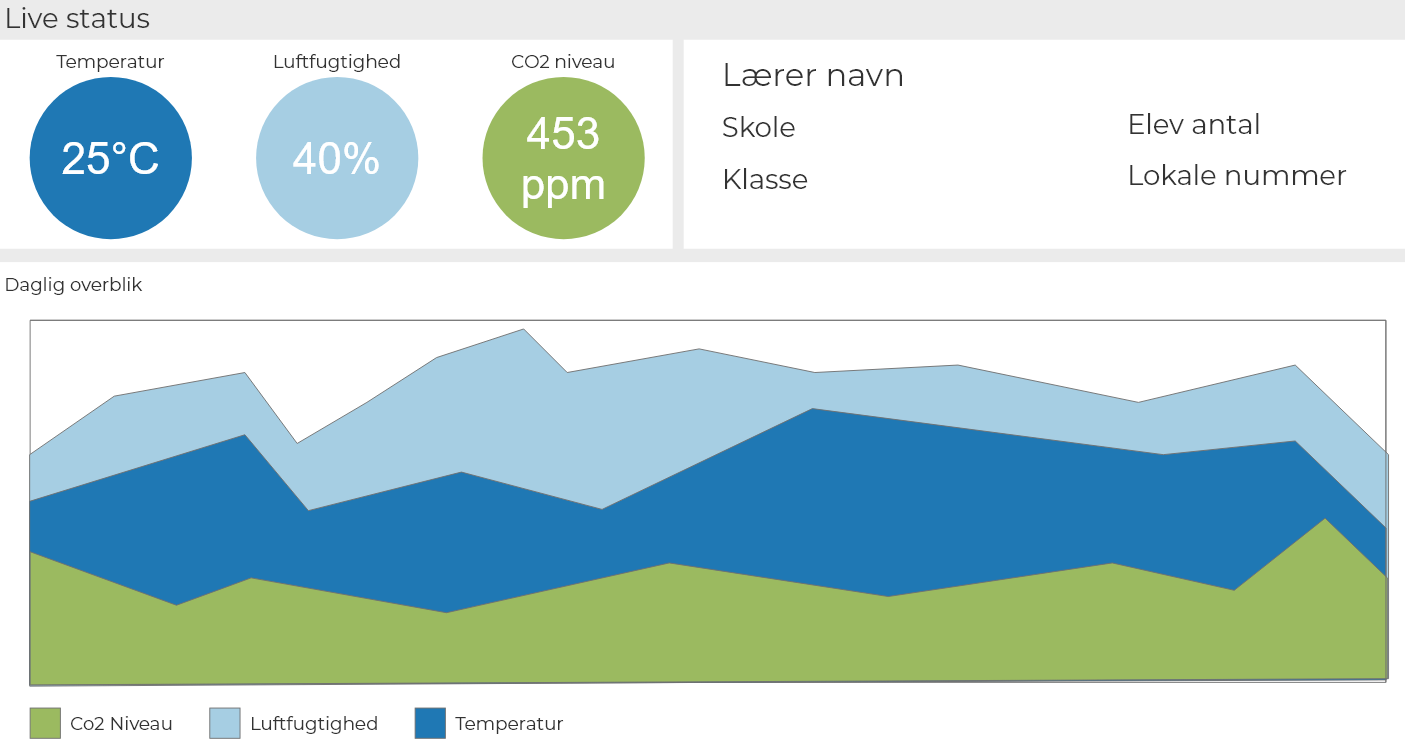 Live status
Temperatur
Luftfugtighed
CO2 niveau
25°C
40%
453
ppm
Lærer navn
Skole
Elev antal
Klasse
Lokale nummer
Daglig overblik
Co2 Niveau
Luftfugtighed
Temperatur